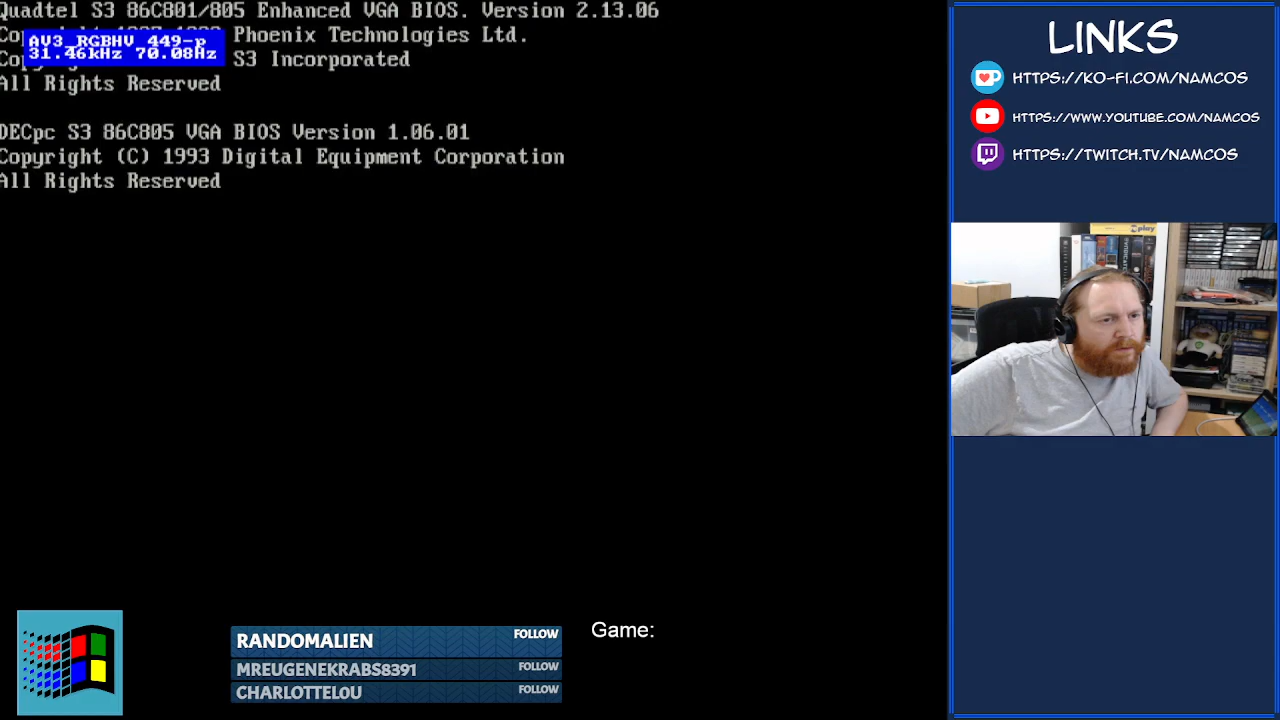 Quadtel S3 86C801/805 Enhanced VGA BIOS. Version 2.13.06
Phoenix Technologies Ltd.
AV3_RGBHV 449-p
31.46kHz 70.08Hz
S3 Incorporated
All Rights Reserved
DECpc S3 86C805 VGA BIOS Version 1.06.01
Copyright (C) 1993 Digital Equipment Corporation
All Rights Reserved
LINKS
HTTPS://KO-FI.COM/NAMCOS
HTTPS://WWW.YOUTUBE.COM/NAMCOS
HTTPS://TWITCH.TV/NAMCOS
RANDOMALIEN FOLLOW
MREUGENEKRABS8391 FOLLOW
CHARLOTTEL0U FOLLOW
Game: